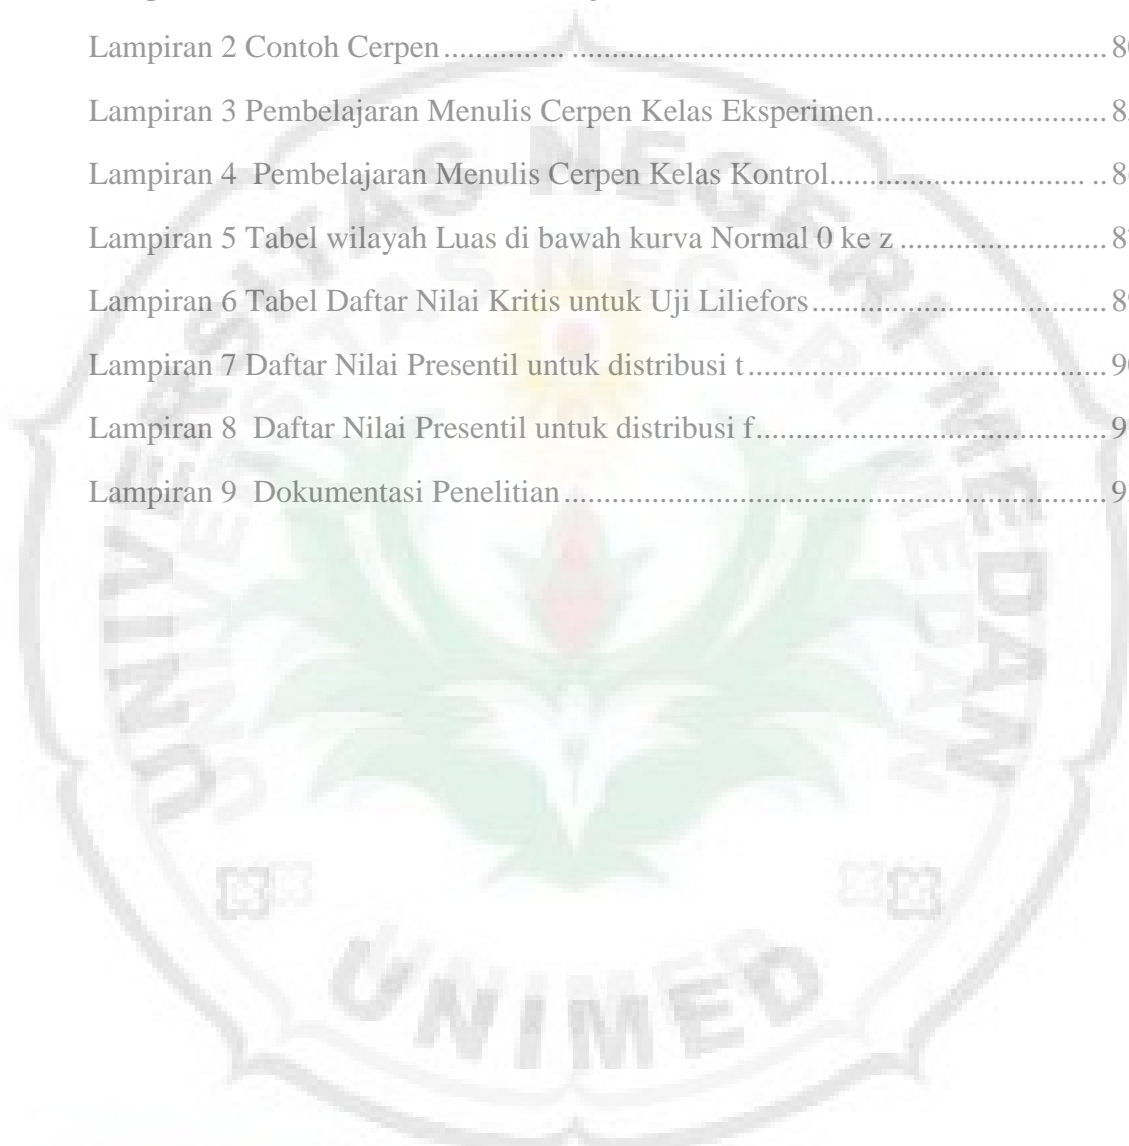 Lampiran 2 Contoh Cerpen
Lampiran 3 Pembelajaran Menulis Cerpen Kelas Eksperimen
Lampiran 4 Pembelajaran Menulis Cerpen Kelas Kontrol
Lampiran 5 Tabel wilayah Luas di bawah kurva Normal 0 ke z
Lampiran 6 Tabel Daftar Nilai Kritis untuk Uji Liliefors
Lampiran 7 Daftar Nilai Presentil untuk distribusi t
Lampiran 8 Daftar Nilai Presentil untuk distribusi f
Lampiran 9 Dokumentasi Penelitian
UNIVERSITAS NEGERI MEDAN
UNIMED